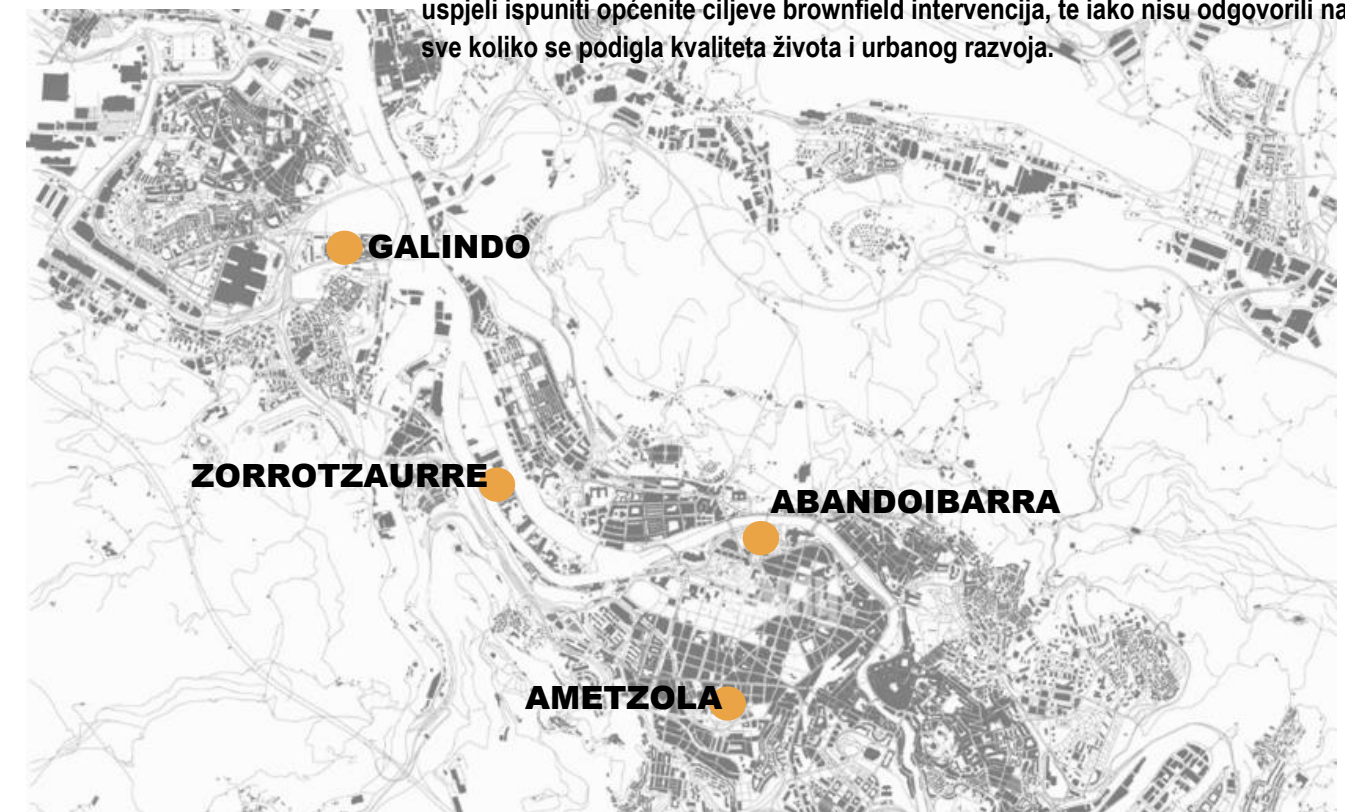 uspjeli ispuniti općenite ciljeve brownfield intervencija, te iako nisu odgovorili na
sve koliko se podigla kvaliteta života i urbanog razvoja.
GALINDO
ZORROTZAURRE
ABANDOIBARRA
AMETZOLA